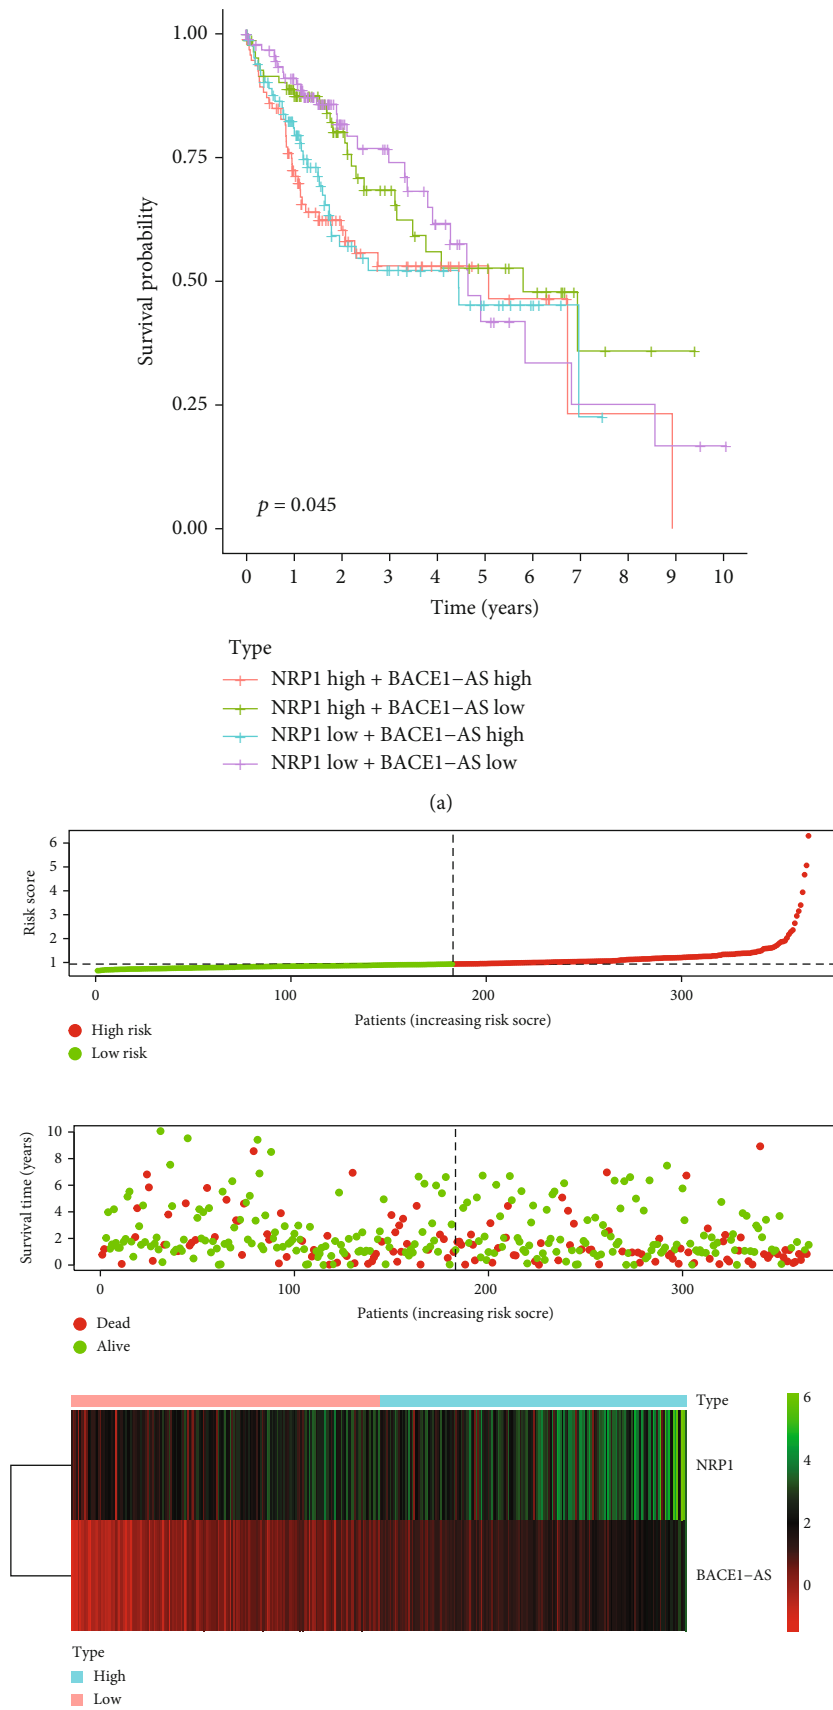 1.00
0.75
0.50
0.25
0.00
Survival probability
p = 0.045
0 1 2 3 4 5 6 7 8 9 10
Time (years)
Type
NRP1 high + BACE1−AS high
NRP1 high + BACE1−AS low
NRP1 low + BACE1−AS high
NRP1 low + BACE1−AS low
(a)
6
5
4
3
2
1
Risk score
0 100 200 300
Patients (increasing risk socre)
High risk
Low risk
10
8
6
4
2
0
Survival time (years)
0 100 200 300
Patients (increasing risk socre)
Dead
Alive
Type
NRP1
BACE1−AS
6
4
2
0
Type
High
Low